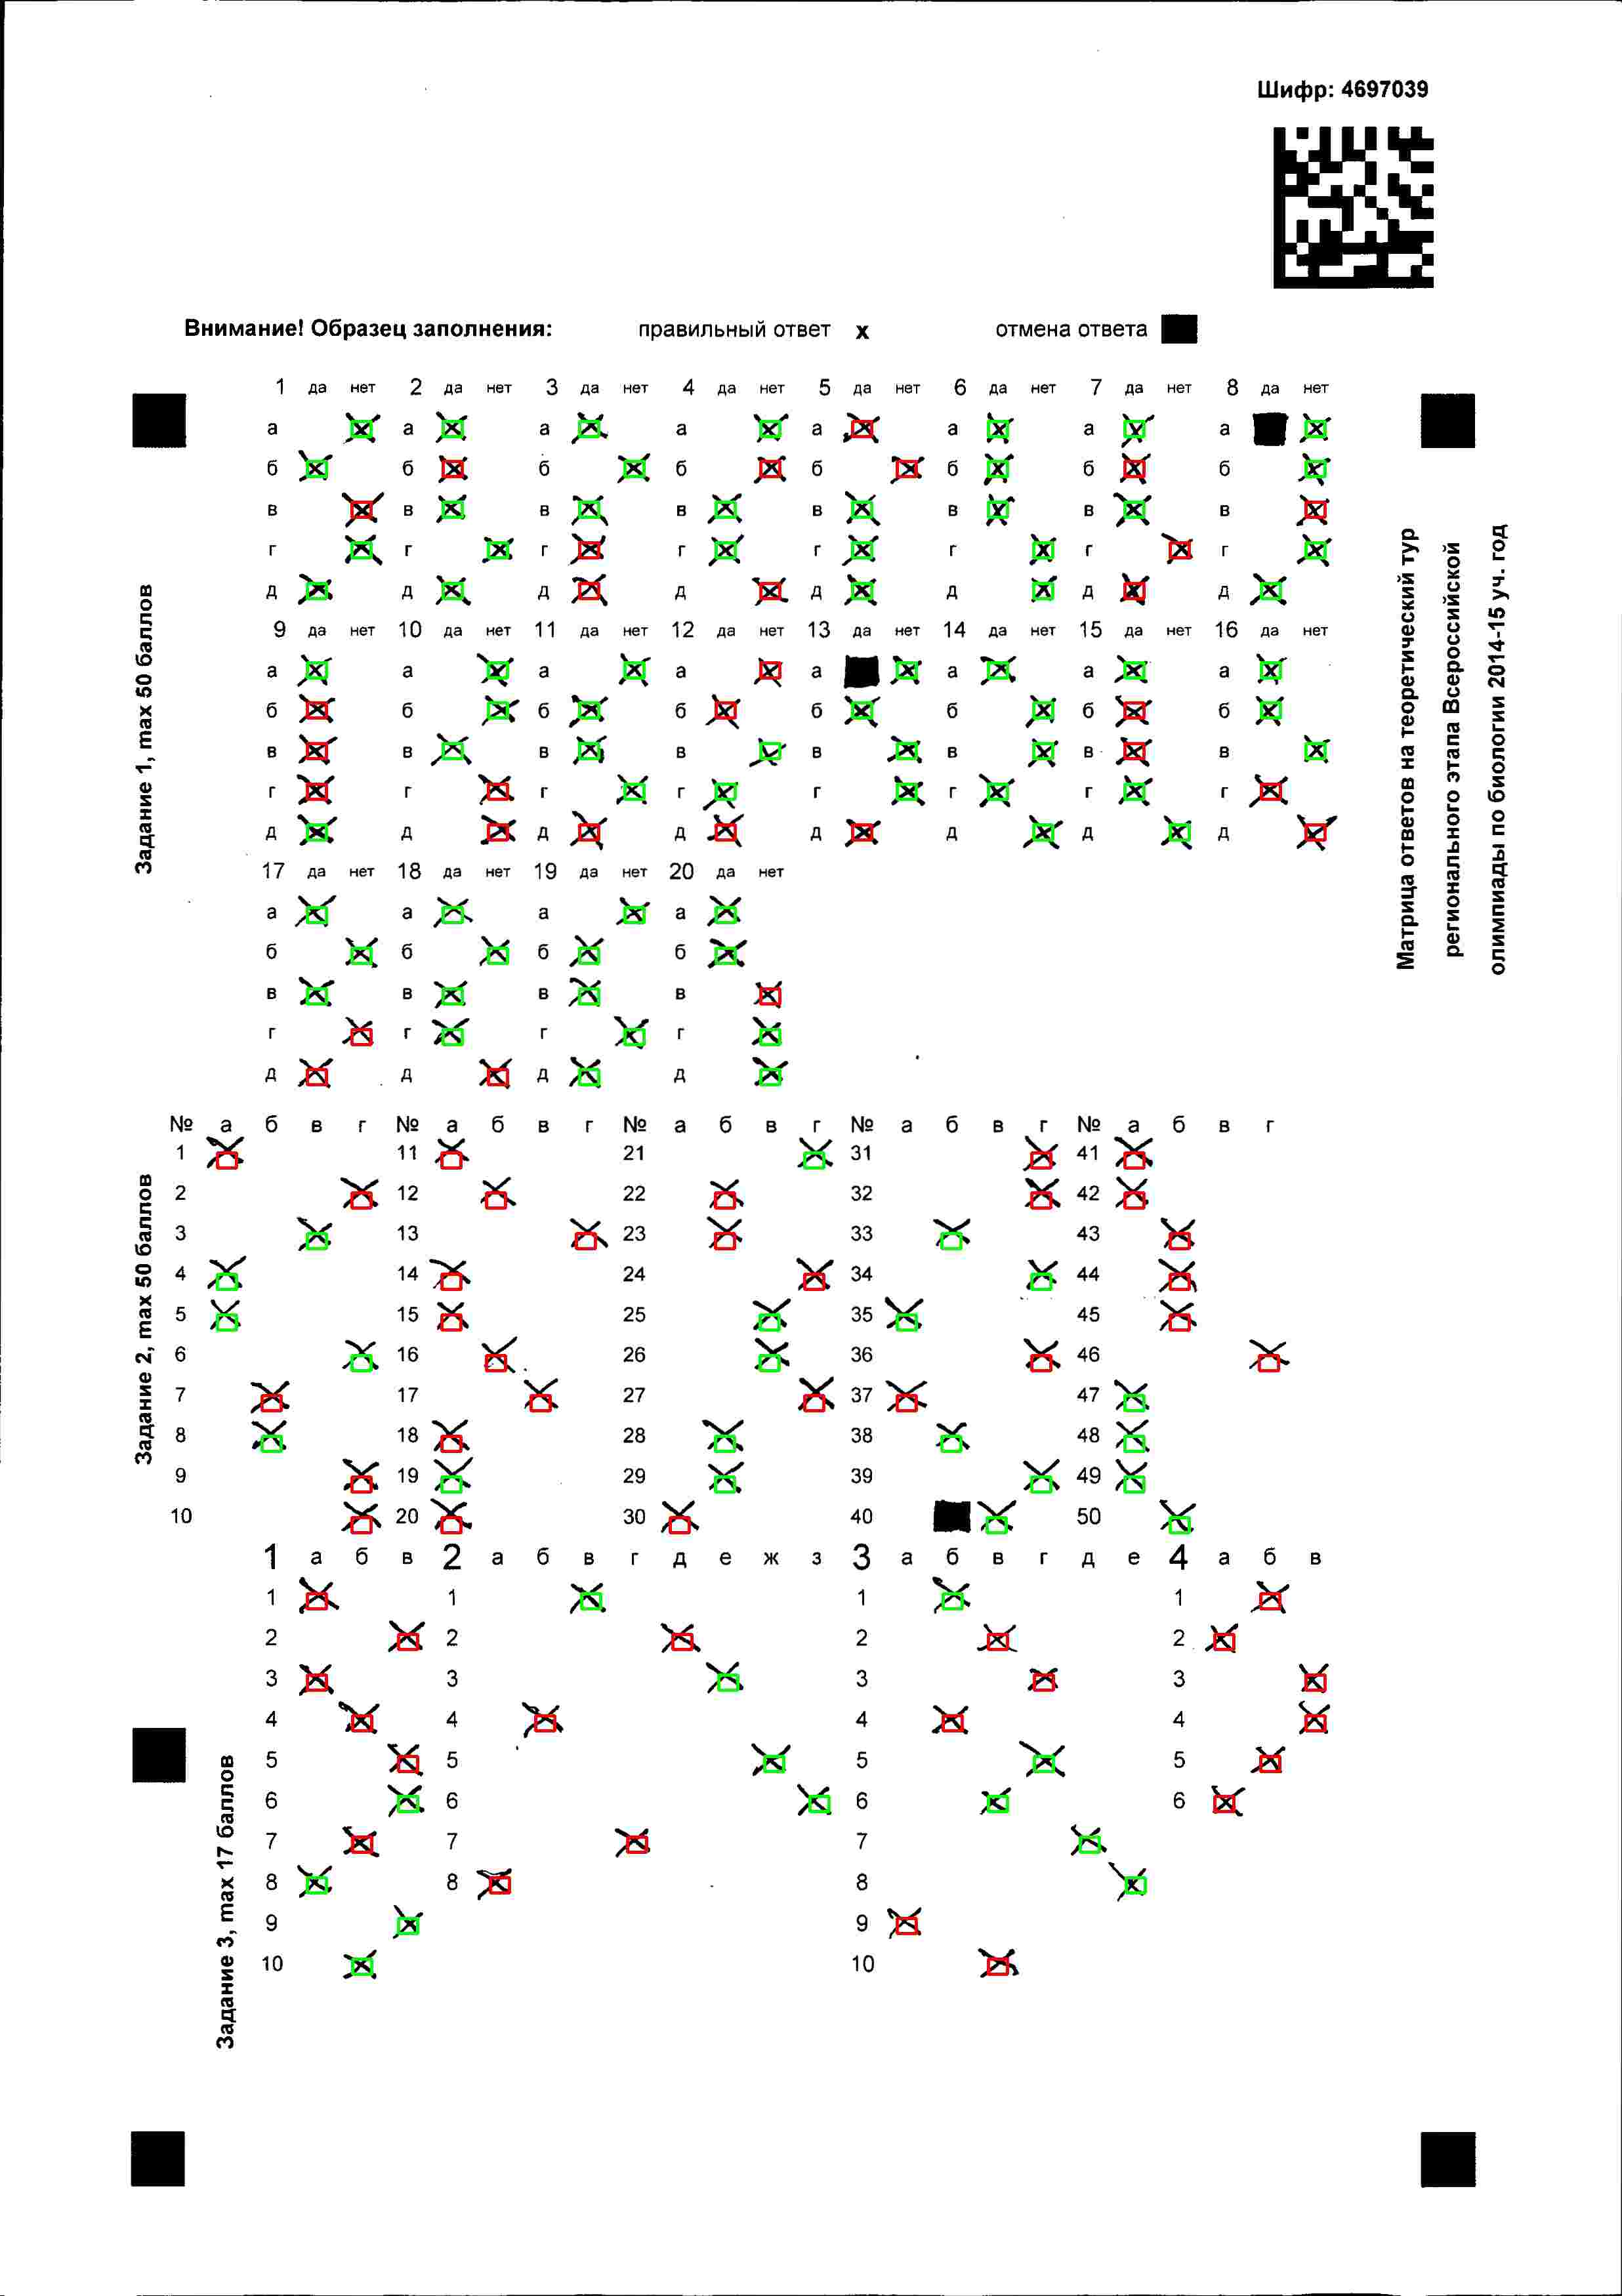 Шифр: 4697039
Внимание! Образец заполнения: правильный ответ х отмена ответа
1 да нет 2 да нет 3 да нет 4 да нет 5 да нет 6 да нет 7 да нет 8 да нет
а а а а а а а а
б б б б б б б б
в в в в в в в в
г г г г г г г г
д д д д д д д д
9 да нет 10 да нет 11 да нет 12 да нет 13 да нет 14 да нет 15 да нет 16 да нет
а а а а а а а а
б б б б б б б б
в в в в в в в в
г г г г г г г г
д д д д д д д д
17 да нет 18 да нет 19 да нет 20 да нет
а а а а
б б б б
в в в в
г г г г
д д д д
Задание 1, max 50 баллов
Матрица ответов на теоретический тур
регионального этапа Всероссийской
олимпиады по биологии 2014-15 уч. год
№ а б в г № а б в г № а б в г № а б в г № а б в г
1 11 21 31 41
2 12 22 32 42
3 13 23 33 43
4 14 24 34 44
5 15 25 35 45
6 16 26 36 46
7 17 27 37 47
8 18 28 38 48
9 19 29 39 49
10 20 30 40 50
Задание 2, max 50 баллов
1 а б в 2 а б в г д е ж з 3 а б в г д е 4 а б в
1 1 1 1
2 2 2 2
3 3 3 3
4 4 4 4
5 5 5 5
6 6 6 6
7 7 7
8 8 8
9 9
10 10
Задание 3, max 17 баллов